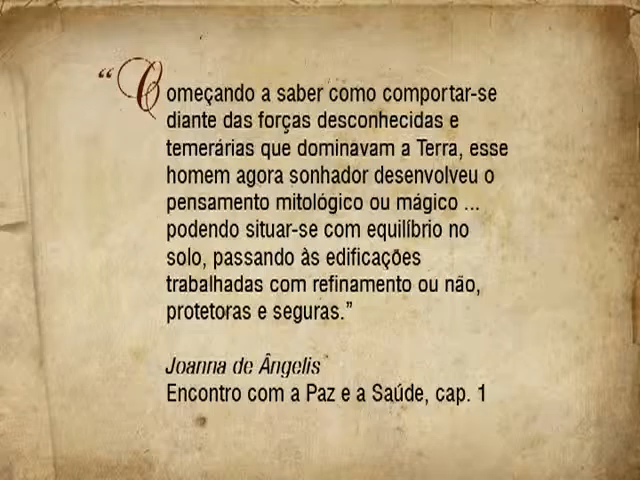 “Começando a saber como comportar-se
diante das forças desconhecidas e
temerárias que dominavam a Terra, esse
homem agora sonhador desenvolveu o
pensamento mitológico ou mágico ...
podendo situar-se com equilíbrio no
solo, passando às edificações
trabalhadas com refinamento ou não,
protetoras e seguras.”
Joanna de Ângelis
Encontro com a Paz e a Saúde, cap. 1